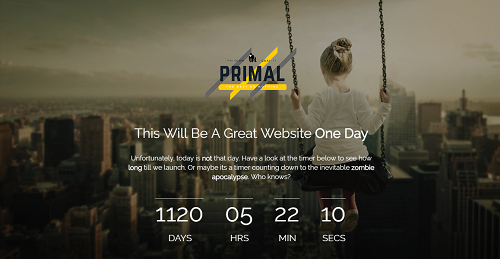 PRIMAL
This Will Be A Great Website One Day
Unfortunately, today is not that day. Have a look at the timer below to see how
long till we launch. Or maybe its a timer counting down to the inevitable zombie
apocalypse. Who knows?
1120 05 22 10
DAYS HRS MIN SECS